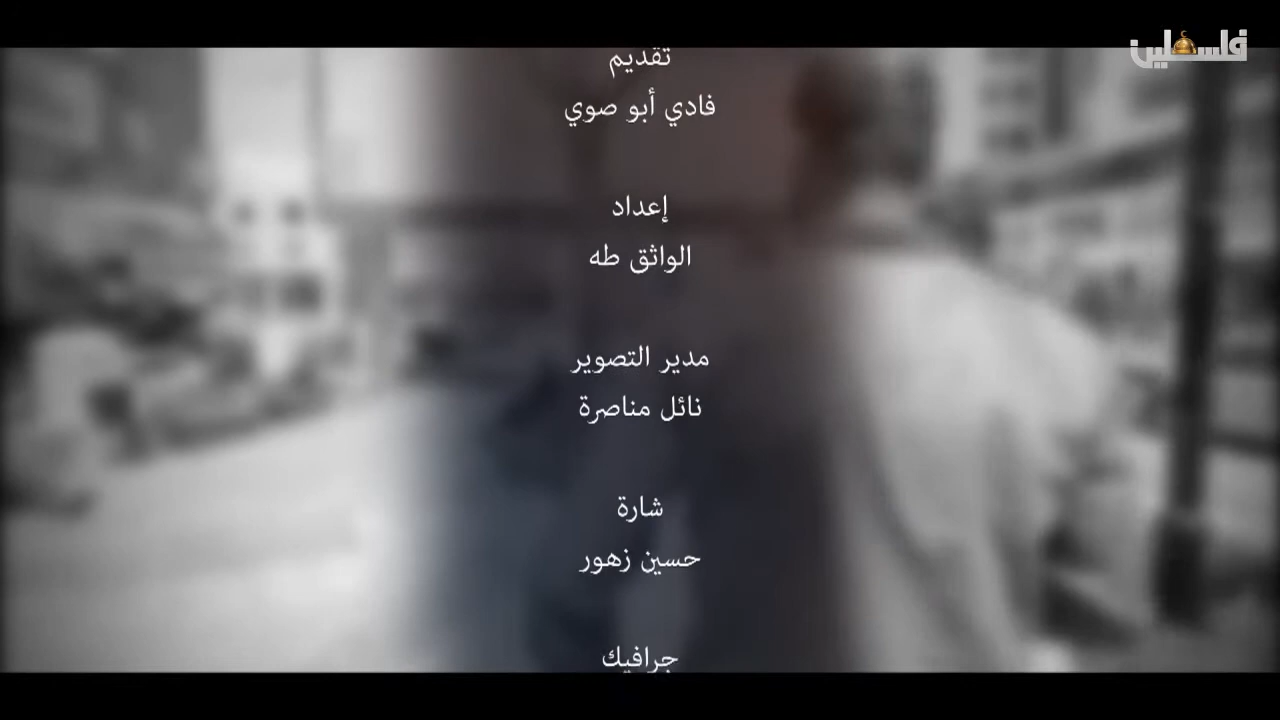 فلسطين
تقديم
فادي أبو صوي
إعداد
الواثق طه
مدير التصوير
نائل مناصرة
شارة
حسين زهور
جرافيك